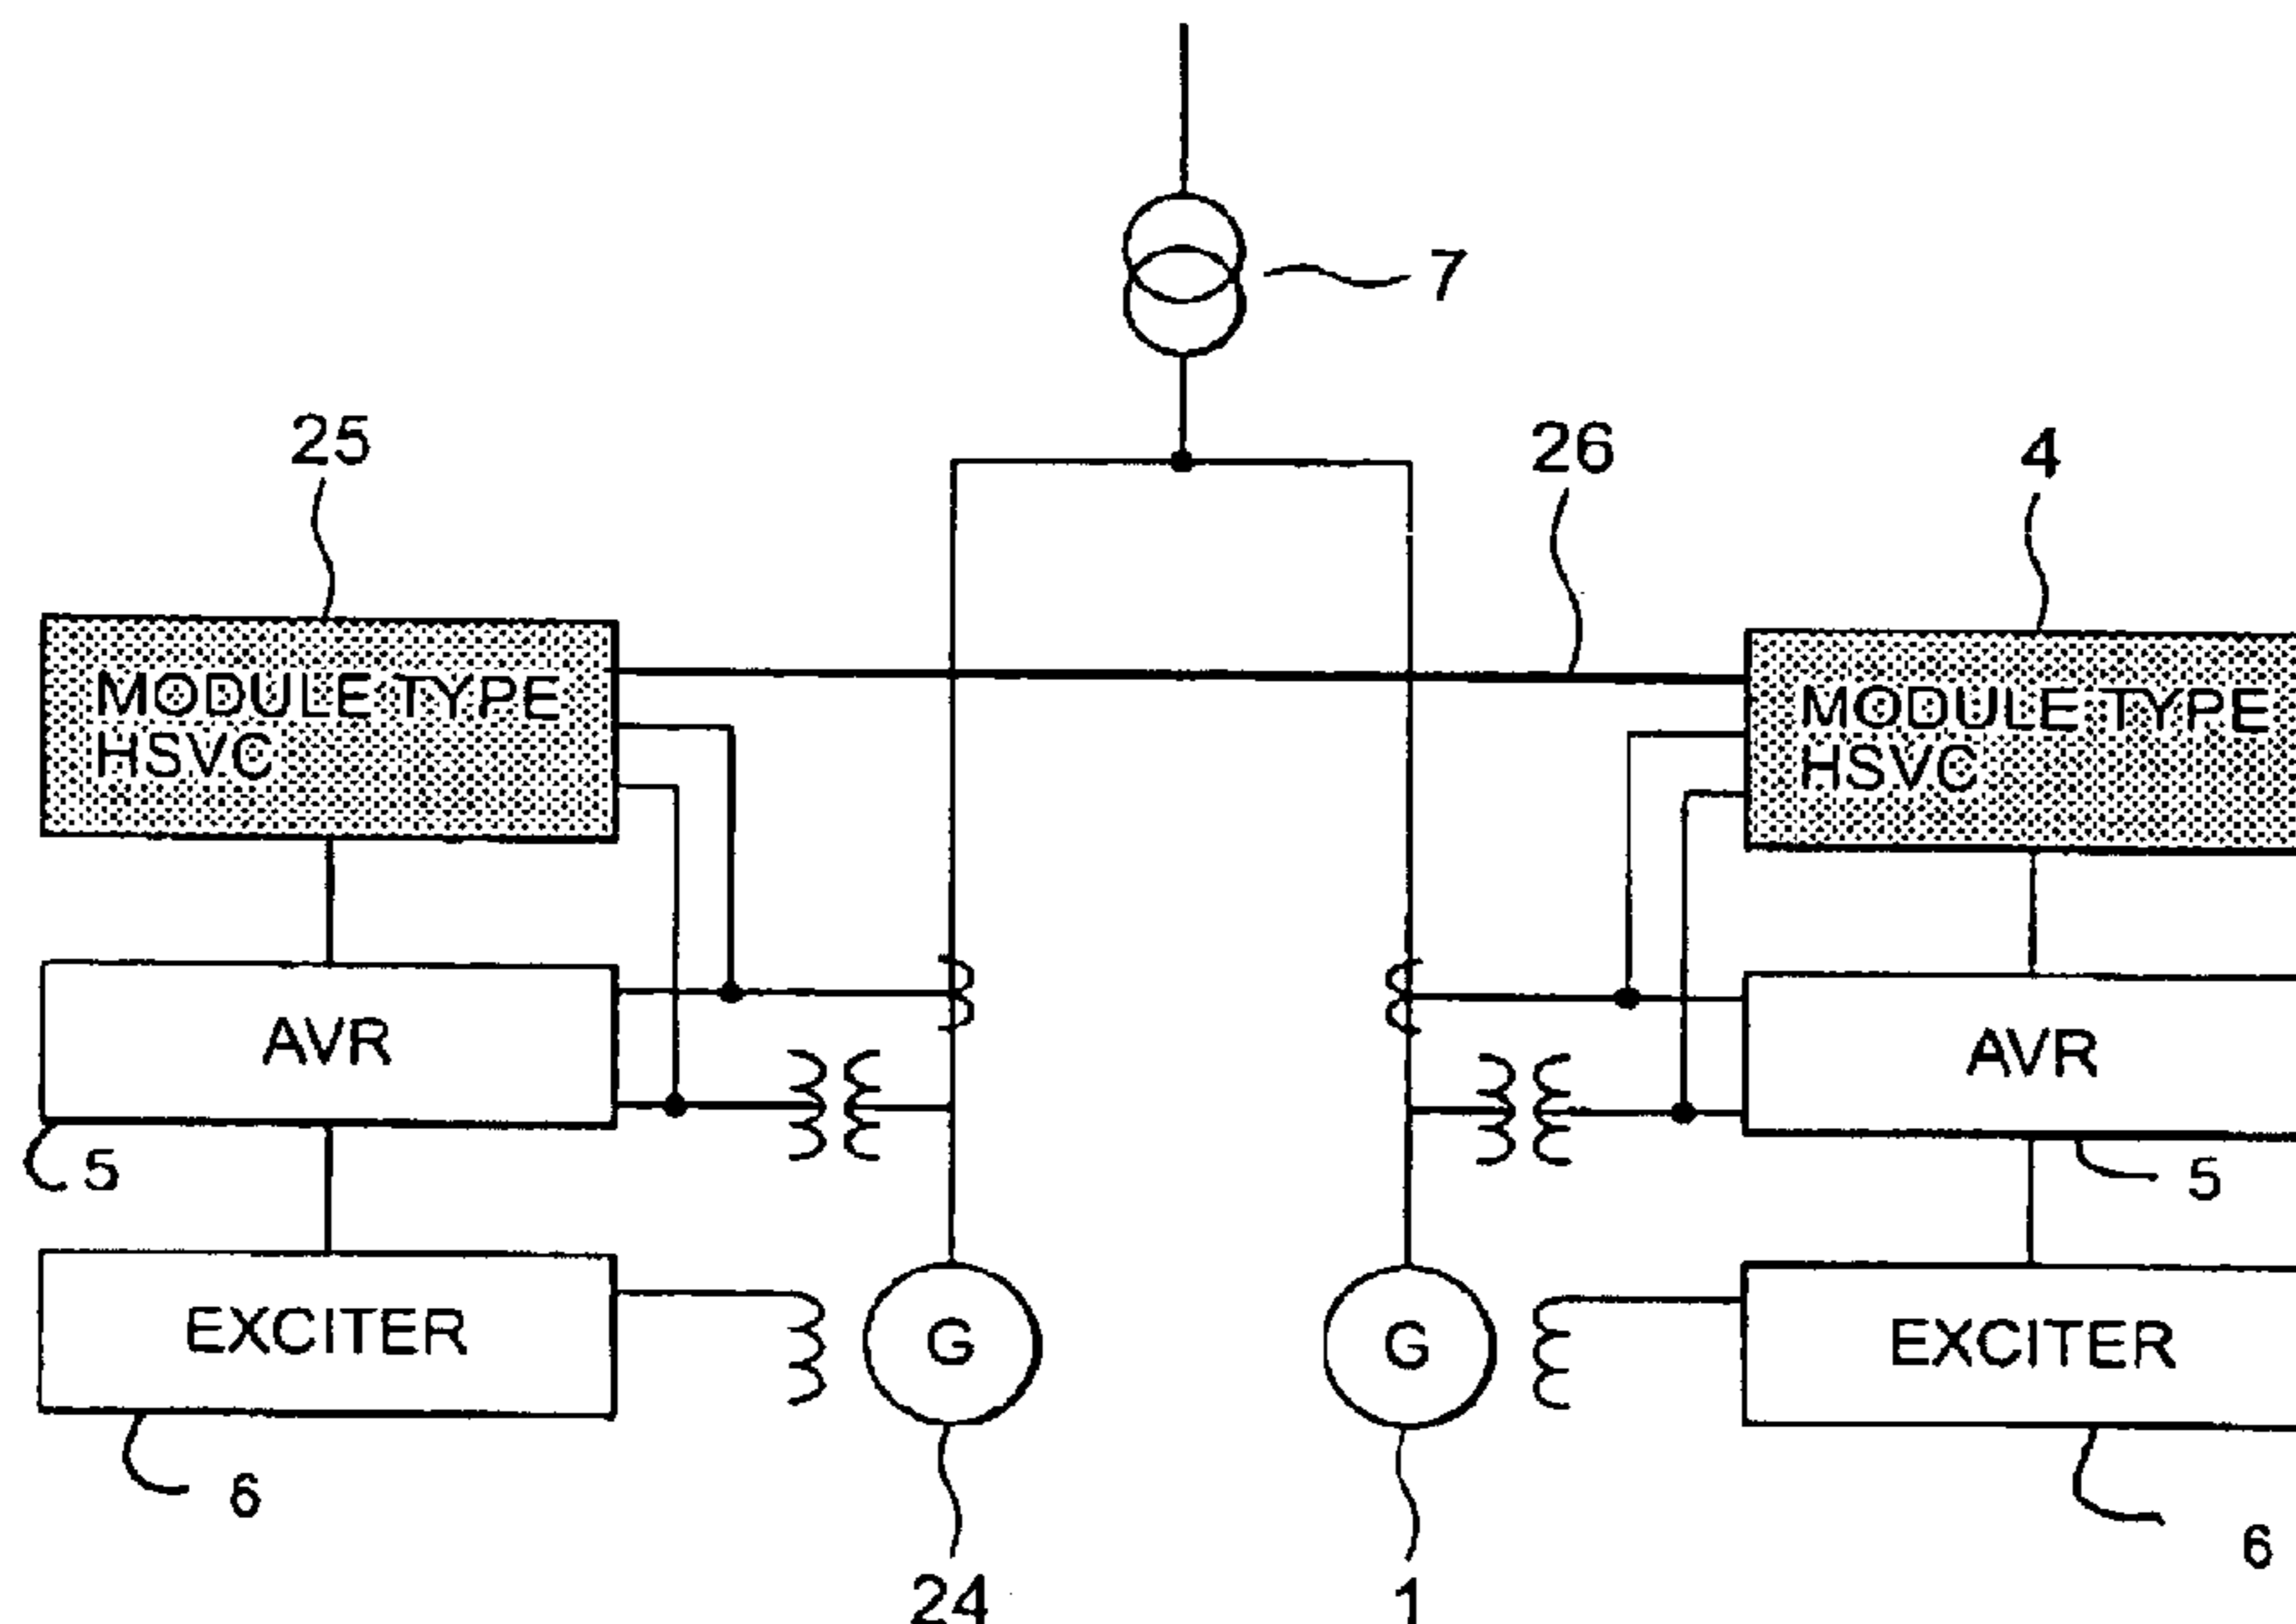 7
25
26
4
MODULE TYPE
HSVC
MODULE TYPE
HSVC
AVR
AVR
5
5
EXCITER
G
G
EXCITER
6
6
24
1